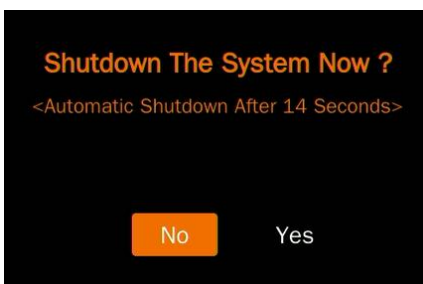 Shutdown The System Now ?
<Automatic Shutdown After 14 Seconds>
No
Yes